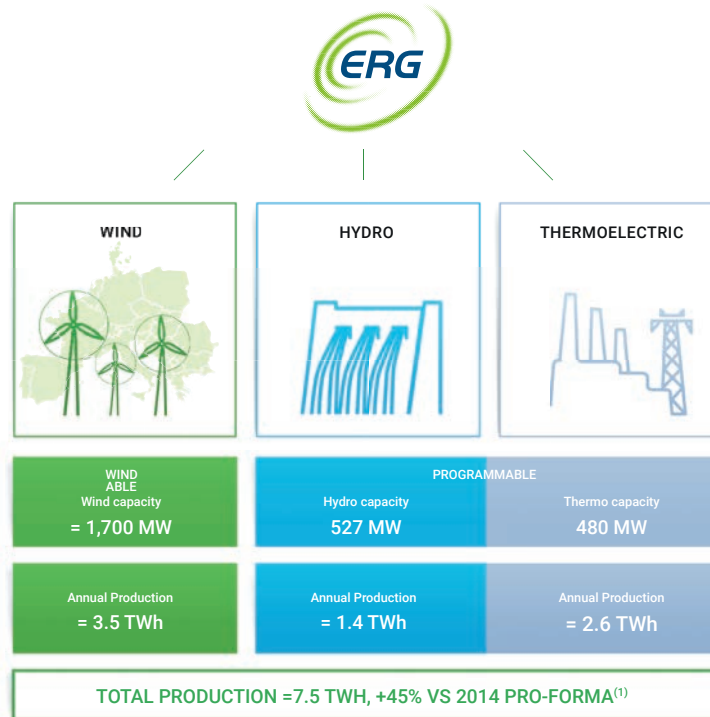 ERG
WIND
HYDRO
THERMOELECTRIC
WIND
ABLE
PROGRAMMABLE
Wind capacity
= 1,700 MW
Hydro capacity
527 MW
Thermo capacity
480 MW
Annual Production
= 3.5 TWh
Annual Production
= 1.4 TWh
Annual Production
= 2.6 TWh
TOTAL PRODUCTION =7.5 TWH, +45% VS 2014 PRO-FORMA(1)